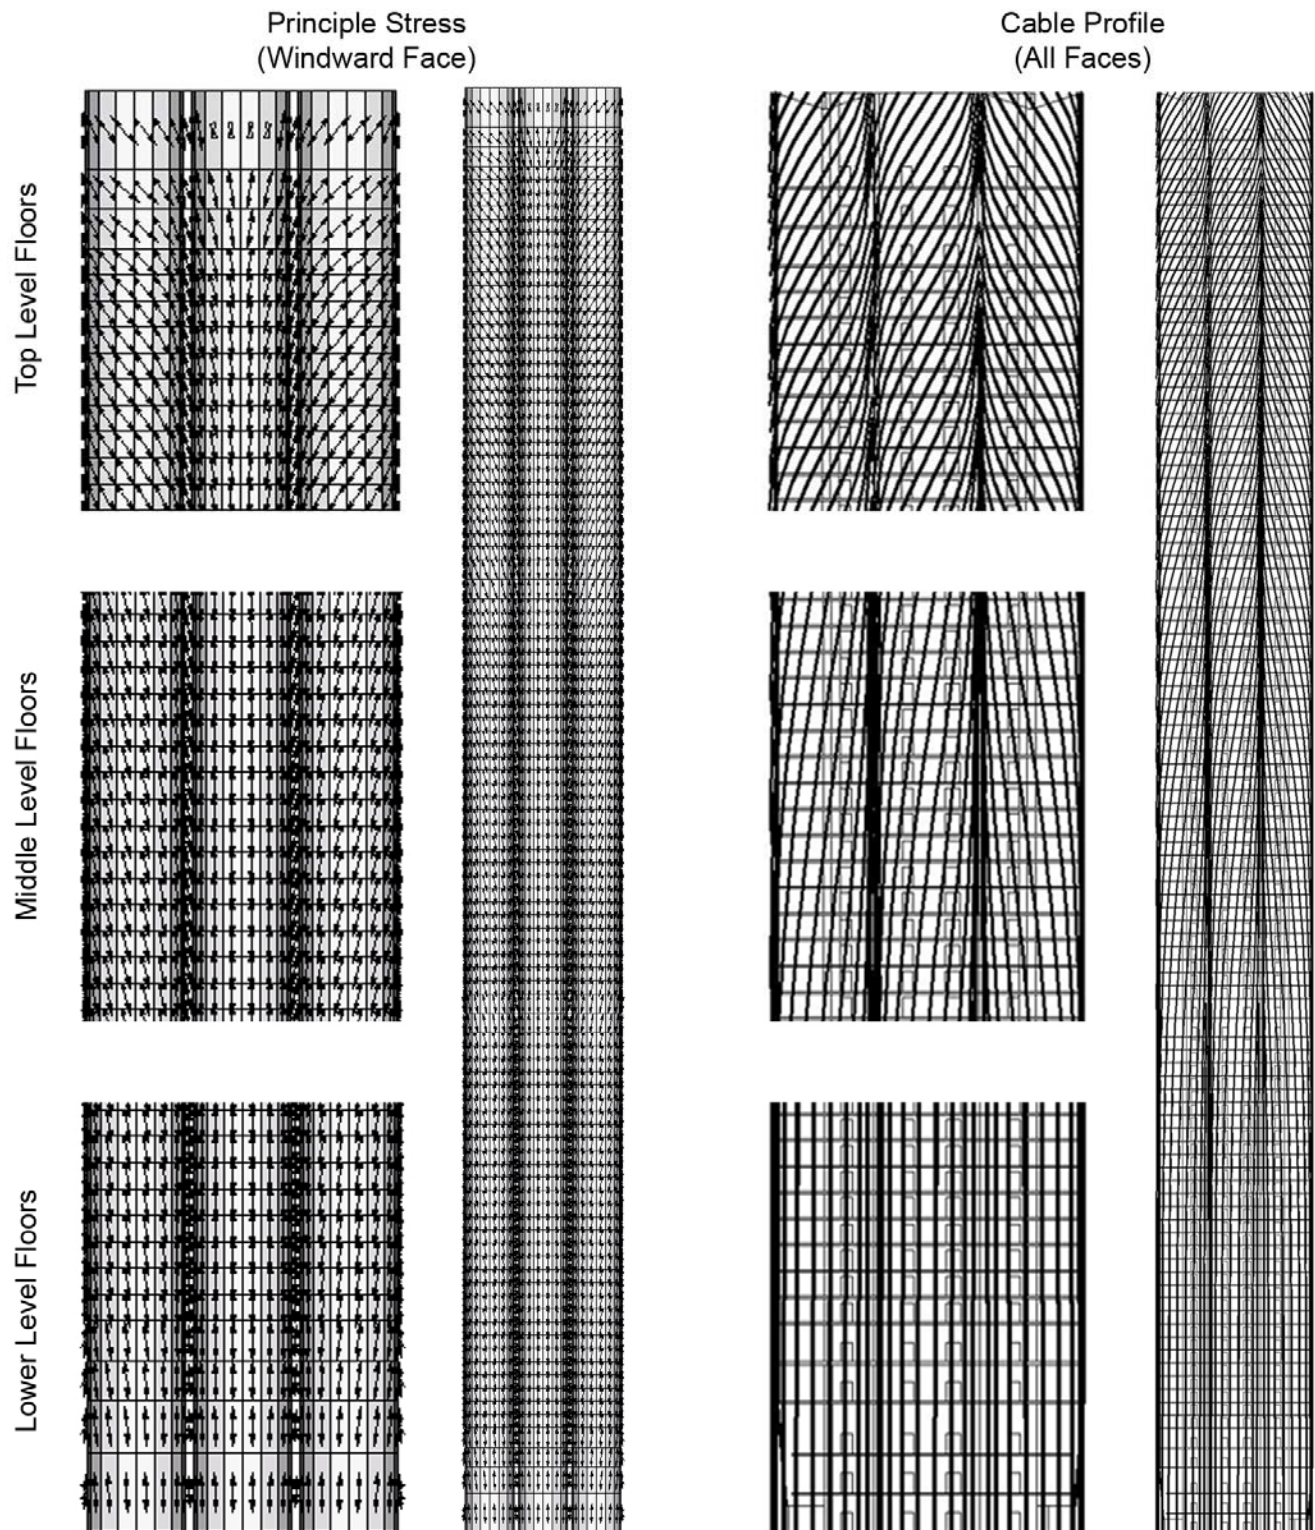 Principle Stress
(Windward Face)
Cable Profile
(All Faces)
Top Level Floors
Middle Level Floors
Lower Level Floors